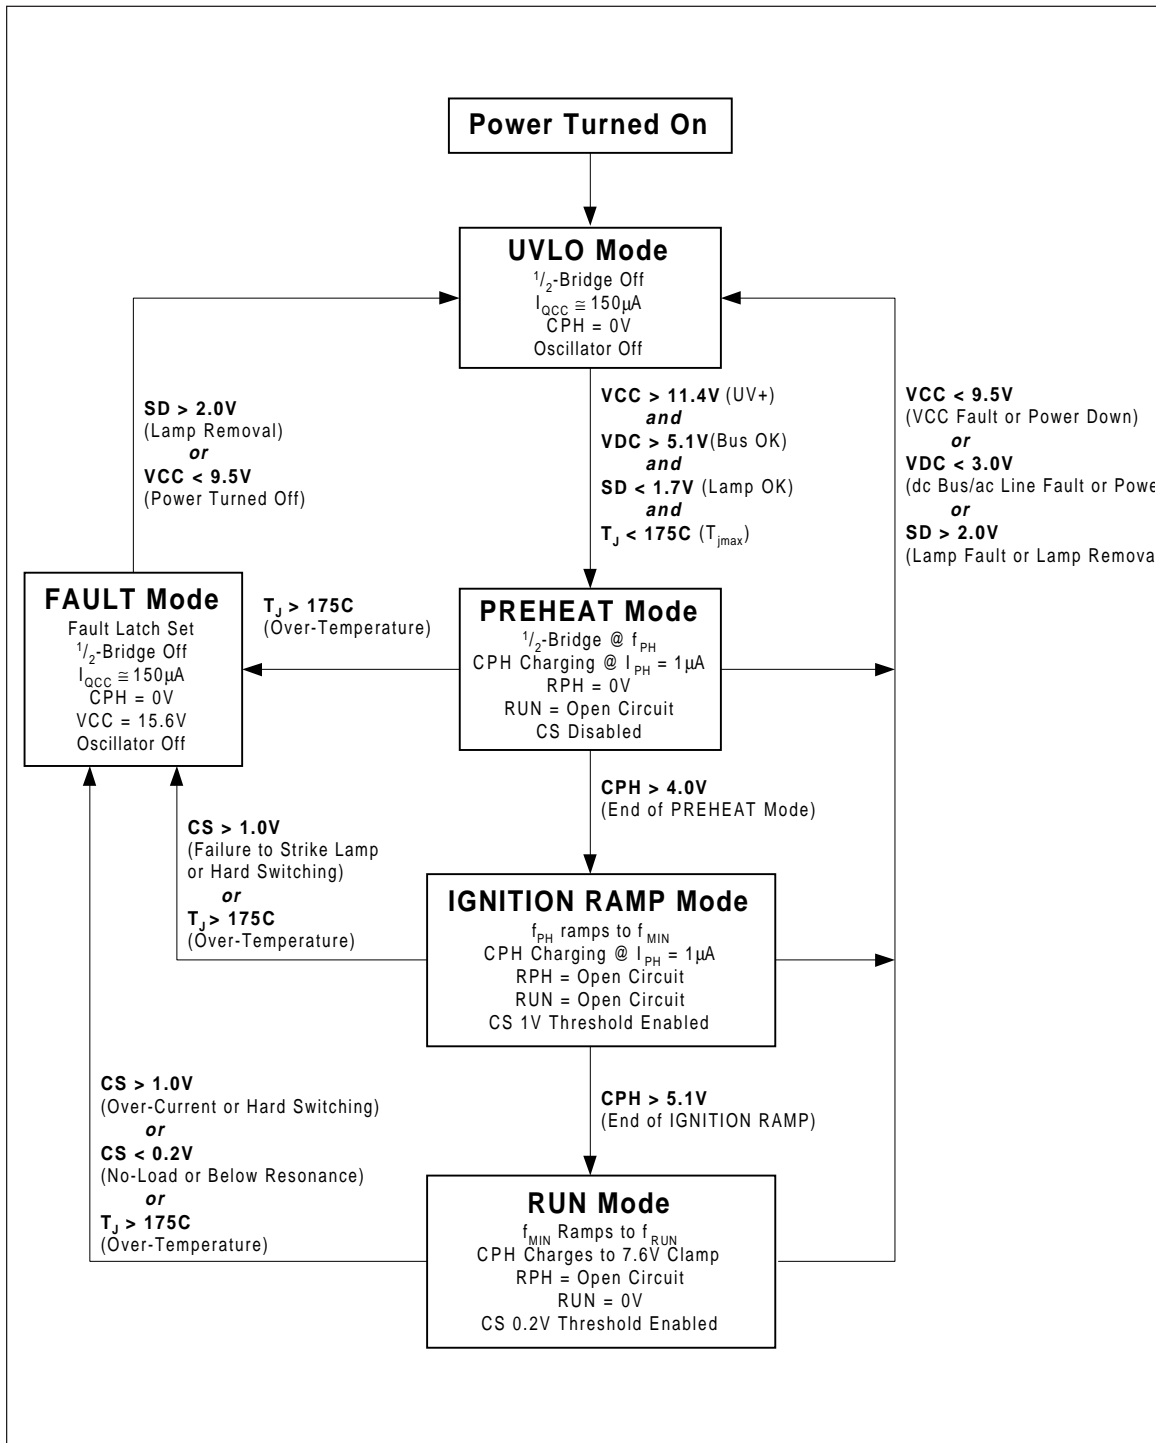 Power Turned On
UVLO Mode
1/2-Bridge Off
IQCC ≅ 150µA
CPH = 0V
Oscillator Off
SD > 2.0V
(Lamp Removal)
or
VCC < 9.5V
(Power Turned Off)
VCC > 11.4V (UV+)
and
VDC > 5.1V(Bus OK)
and
SD < 1.7V (Lamp OK)
and
TJ < 175C (Tjmax)
VCC < 9.5V
(VCC Fault or Power Down)
or
VDC < 3.0V
(dc Bus/ac Line Fault or Powe
or
SD > 2.0V
(Lamp Fault or Lamp Remova
FAULT Mode
Fault Latch Set
1/2-Bridge Off
IQCC ≅ 150µA
CPH = 0V
VCC = 15.6V
Oscillator Off
TJ > 175C
(Over-Temperature)
PREHEAT Mode
1/2-Bridge @ fPH
CPH Charging @ IPH = 1µA
RPH = 0V
RUN = Open Circuit
CS Disabled
CPH > 4.0V
(End of PREHEAT Mode)
CS > 1.0V
(Failure to Strike Lamp
or Hard Switching)
or
TJ > 175C
(Over-Temperature)
IGNITION RAMP Mode
fPH ramps to fMIN
CPH Charging @ IPH = 1µA
RPH = Open Circuit
RUN = Open Circuit
CS 1V Threshold Enabled
CS > 1.0V
(Over-Current or Hard Switching)
or
CS < 0.2V
(No-Load or Below Resonance)
or
TJ > 175C
(Over-Temperature)
CPH > 5.1V
(End of IGNITION RAMP)
RUN Mode
fMIN Ramps to fRUN
CPH Charges to 7.6V Clamp
RPH = Open Circuit
RUN = 0V
CS 0.2V Threshold Enabled